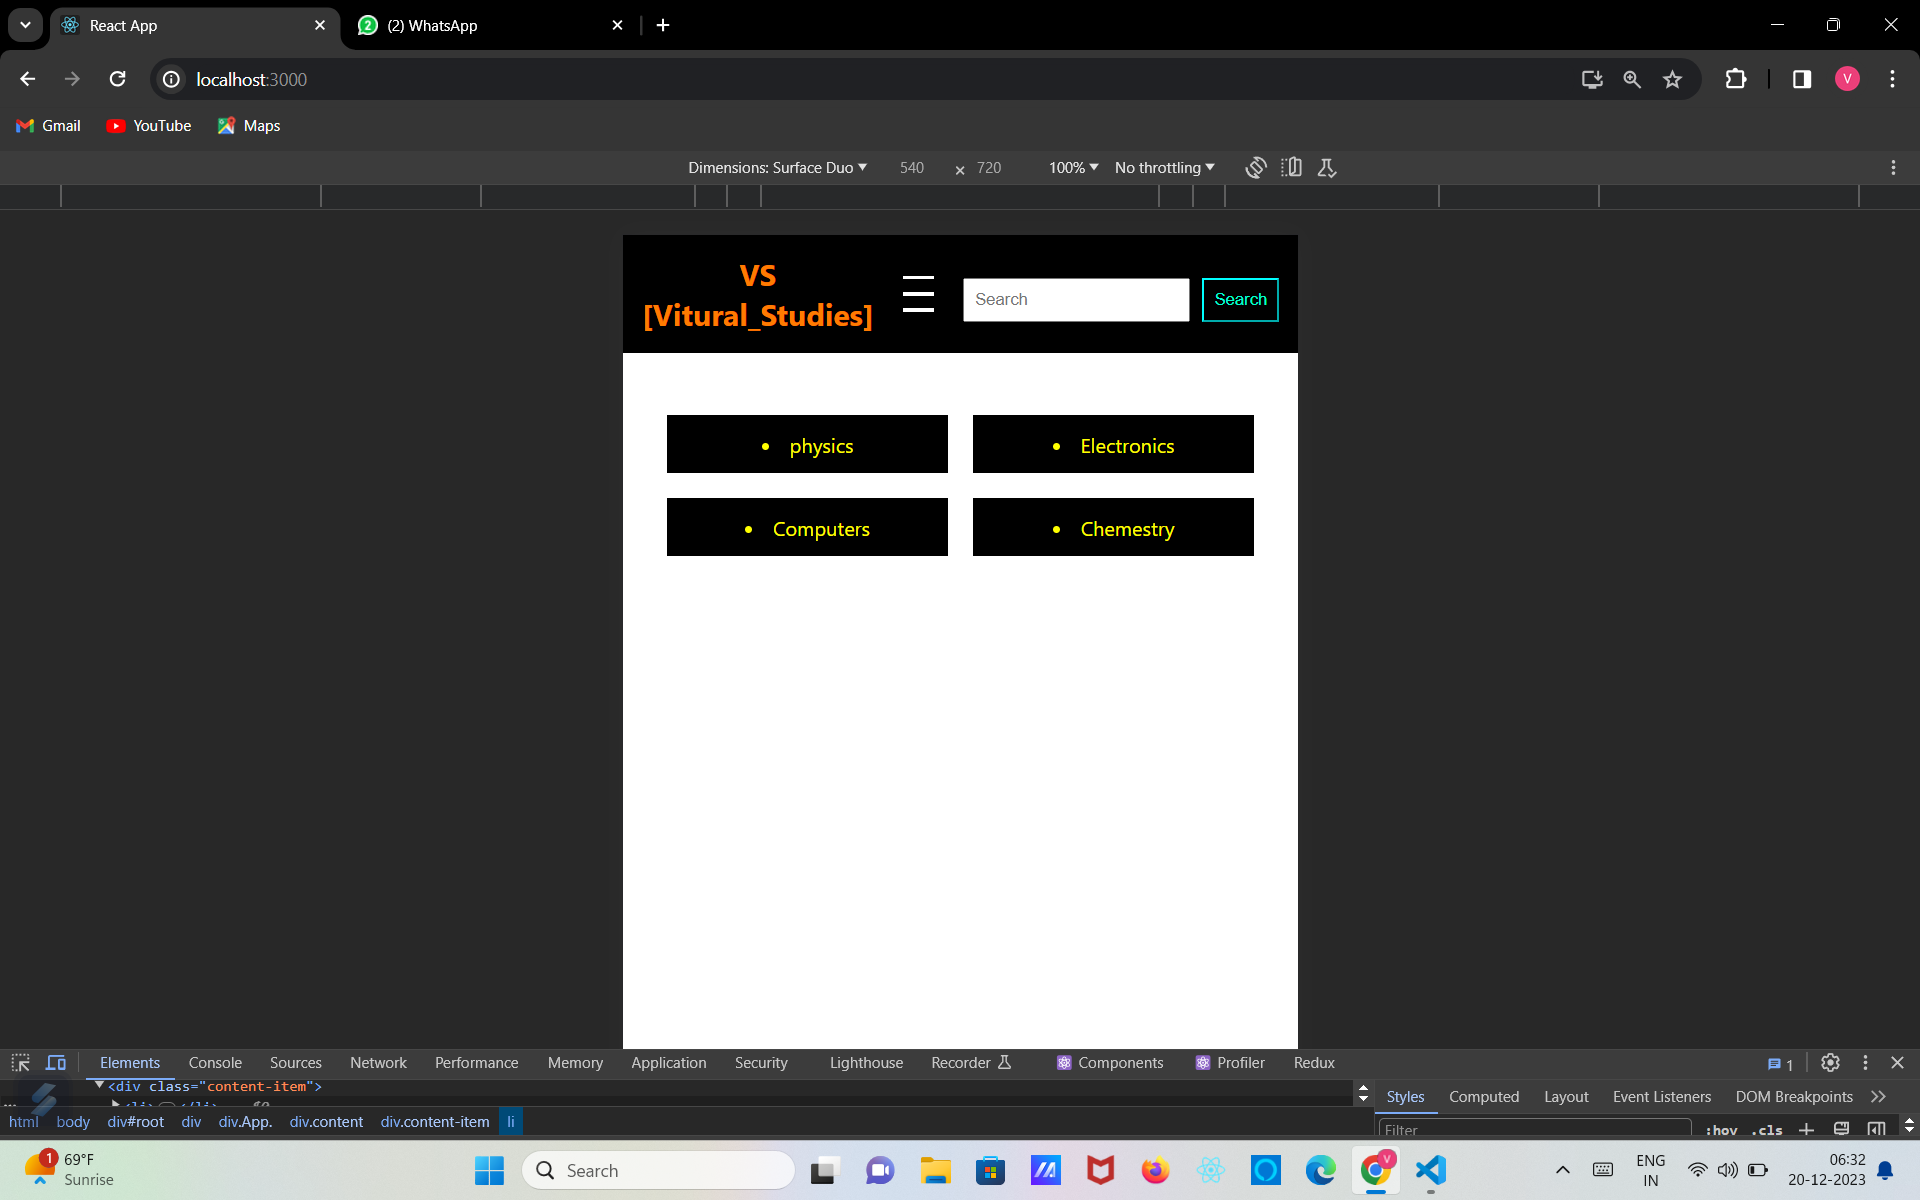 React App
(2) WhatsApp
localhost:3000
V
Gmail
YouTube
Maps
Dimensions: Surface Duo
540
×
720
100%
No throttling
VS
[Vitural_Studies]
Search
Search
• physics
• Electronics
• Computers
• Chemestry
Elements
Console
Sources
Network
Performance
Memory
Application
Security
Lighthouse
Recorder
Components
Profiler
Redux
1
<div class="content-item">
Styles
Computed
Layout
Event Listeners
DOM Breakpoints
html
body
div#root
div
div.App.
div.content
div.content-item
li
Filter
:hov
.cls
1
69°F
Sunrise
Search
V
ENG
IN
06:32
20-12-2023